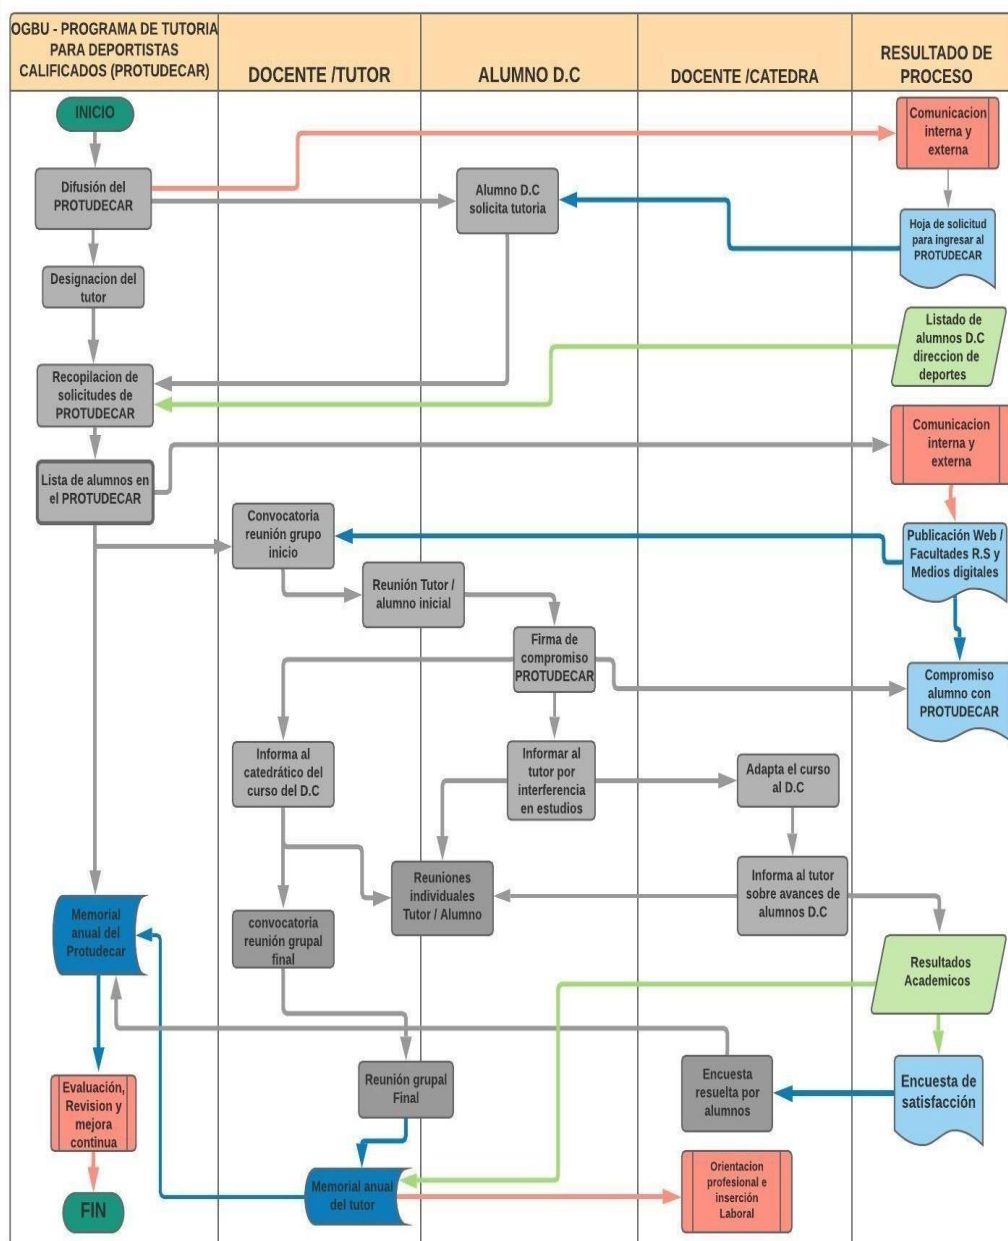 OGBU - PROGRAMA DE TUTORIA
PARA DEPORTISTAS
CALIFICADOS (PROTUDECAR)
DOCENTE /TUTOR
ALUMNO D.C
DOCENTE /CATEDRA
RESULTADO DE
PROCESO
INICIO
Comunicacion
interna y
externa
Difusión del
PROTUDECAR
Alumno D.C
solicita tutoria
Hoja de solicitud
para ingresar al
PROTUDECAR
Designacion del
tutor
Listado de
alumnos D.C
direccion de
deportes
Recopilacion de
solicitudes de
PROTUDECAR
Comunicacion
interna y
externa
Lista de alumnos en
el PROTUDECAR
Convocatoria
reunión grupo
inicio
Publicación Web /
Facultades R.S y
Medios digitales
Reunión Tutor /
alumno inicial
Firma de
compromiso
PROTUDECAR
Compromiso
alumno con
PROTUDECAR
Informa al
catedrático del
curso del D.C
Informar al
tutor por
interferencia
en estudios
Adapta el curso
al D.C
Reuniones
individuales
Tutor / Alumno
Informa al tutor
sobre avances de
alumnos D.C
Memorial
anual del
Protudecar
convocatoria
reunión grupal
final
Resultados
Academicos
Reunión grupal
Final
Encuesta
resuelta por
alumnos
Encuesta de
satisfacción
Evaluación,
Revision y
mejora
continua
Memorial anual
del tutor
Orientacion
profesional e
inserción
Laboral
FIN